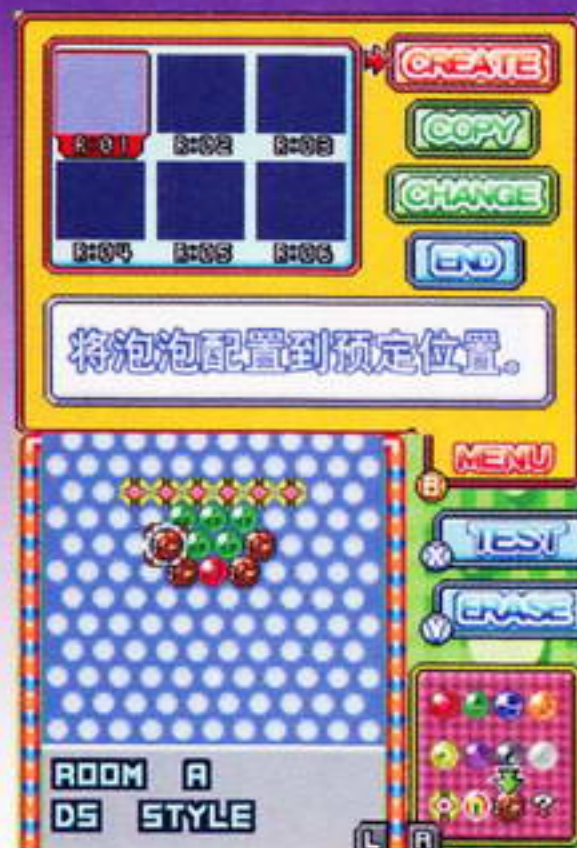 CREATE
COPY
R:01 R:02 R:03
CHANGE
R:04 R:05 R:06
END
将泡泡配置到预定位置。
MENU
B
X TEST
Y ERASE
ROOM A
DS STYLE
?
L R